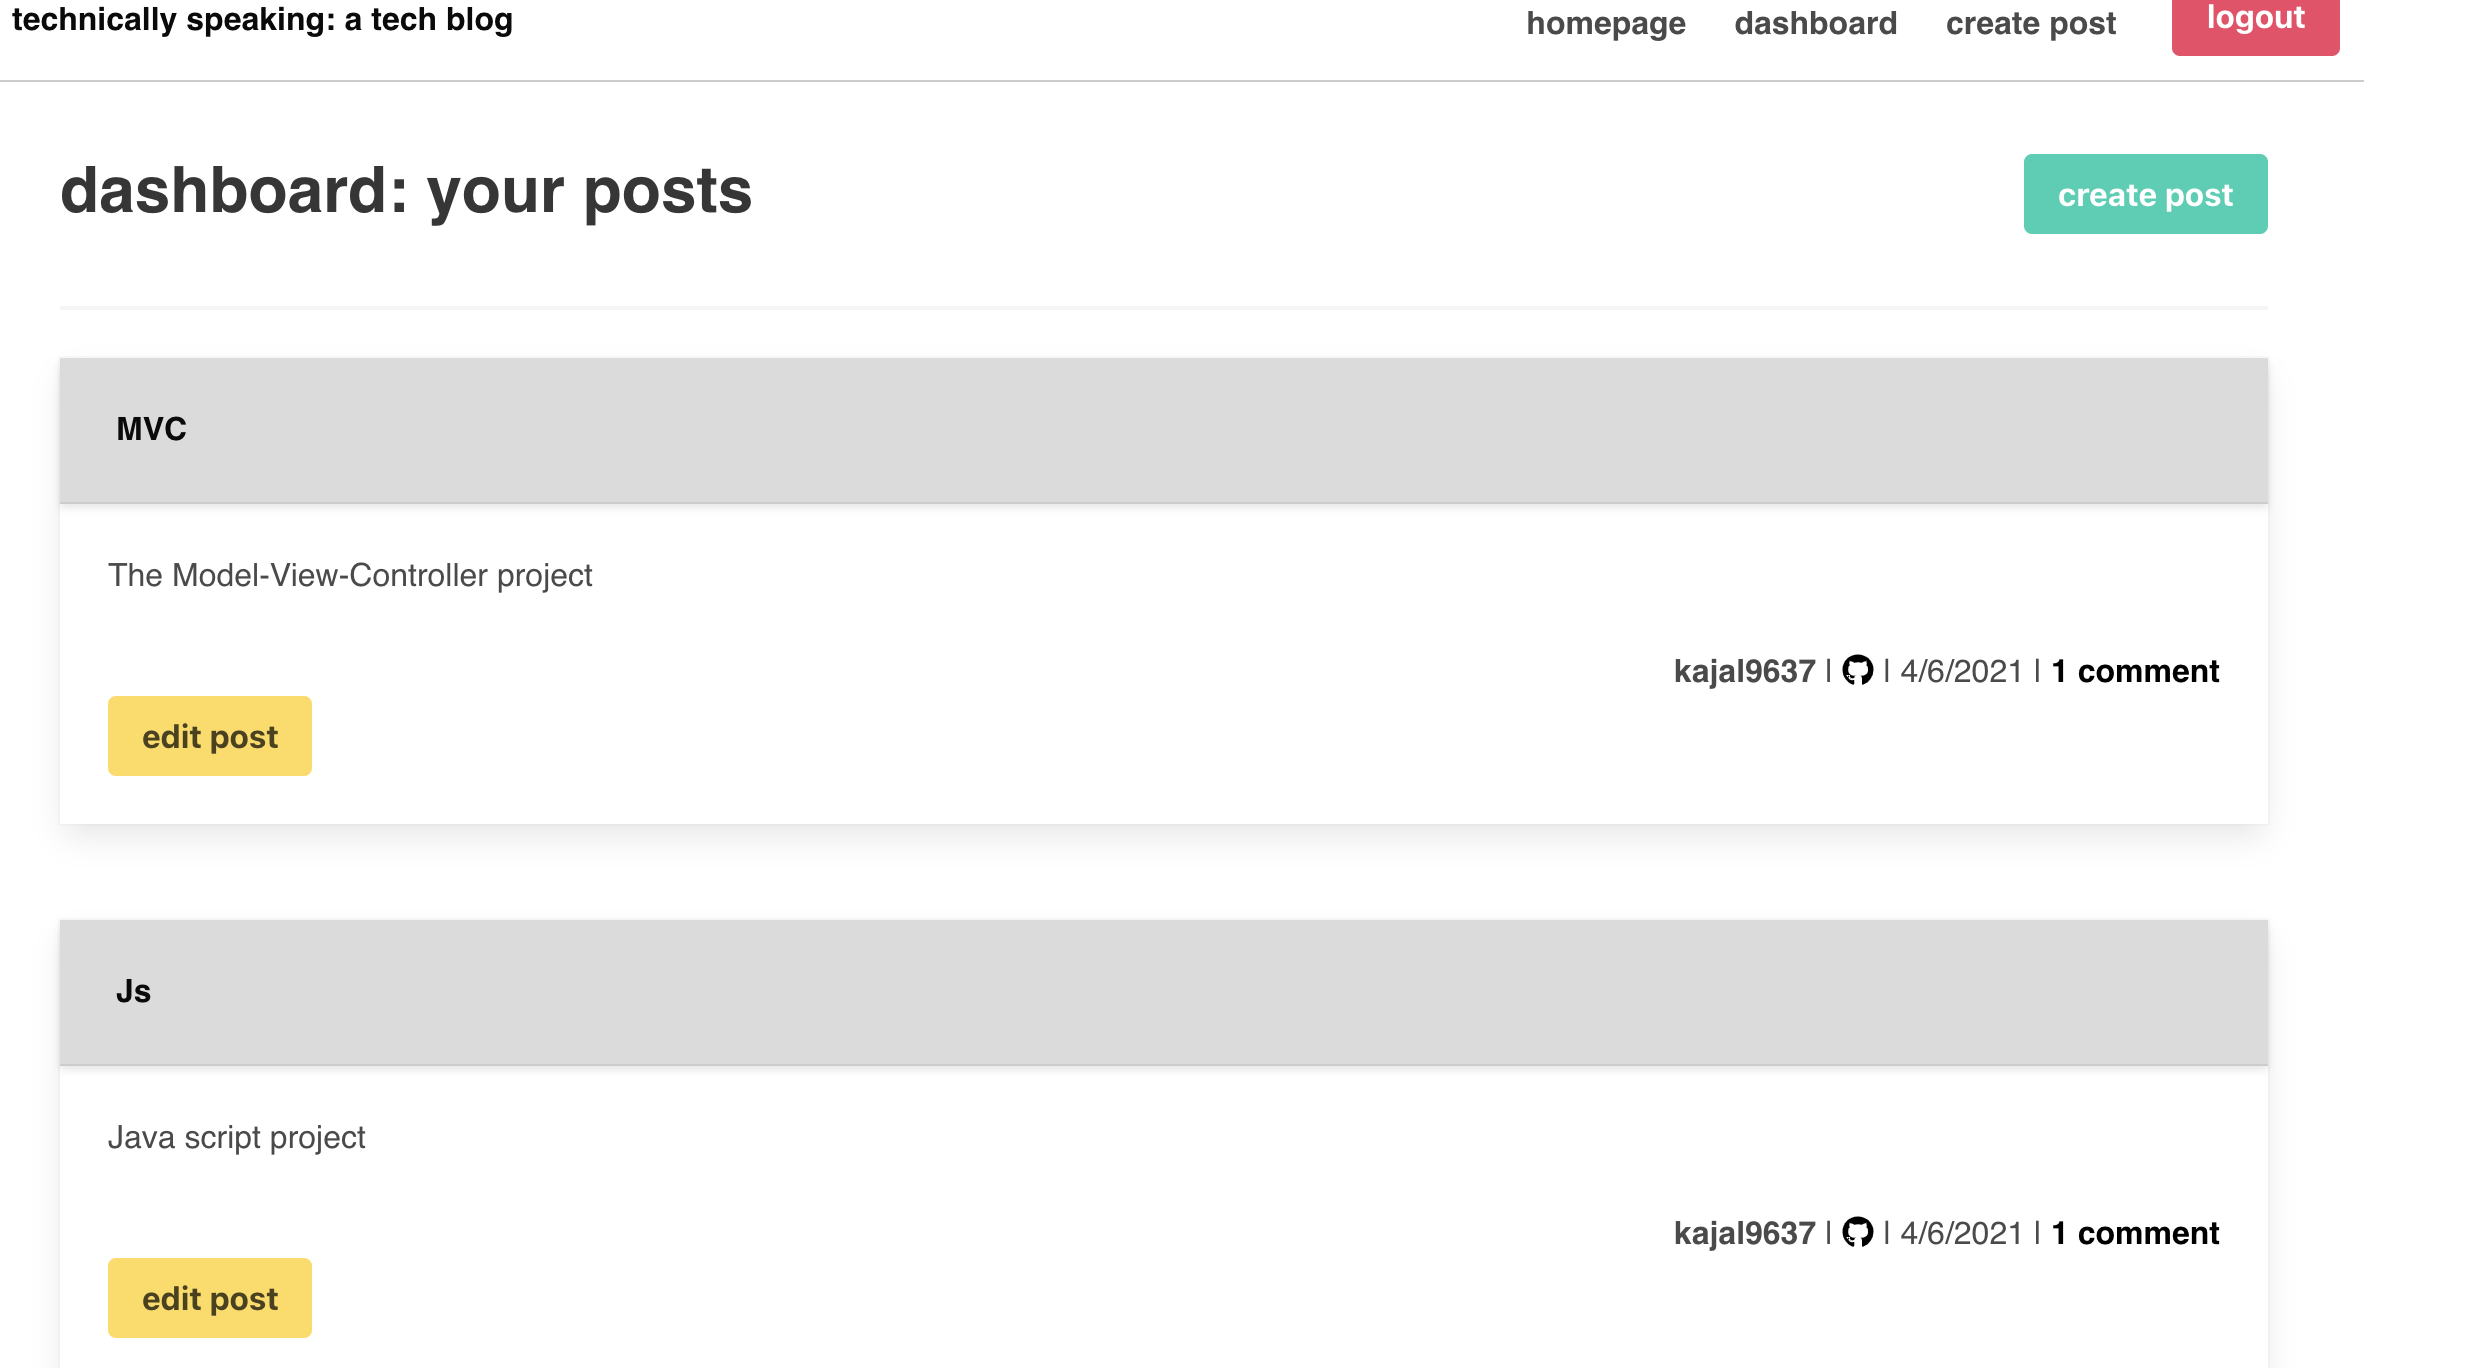 technically speaking: a tech blog homepage dashboard create post logout
dashboard: your posts create post
MVC
The Model-View-Controller project
kajal9637 | | 4/6/2021 | 1 comment
edit post
Js
Java script project
kajal9637 | | 4/6/2021 | 1 comment
edit post